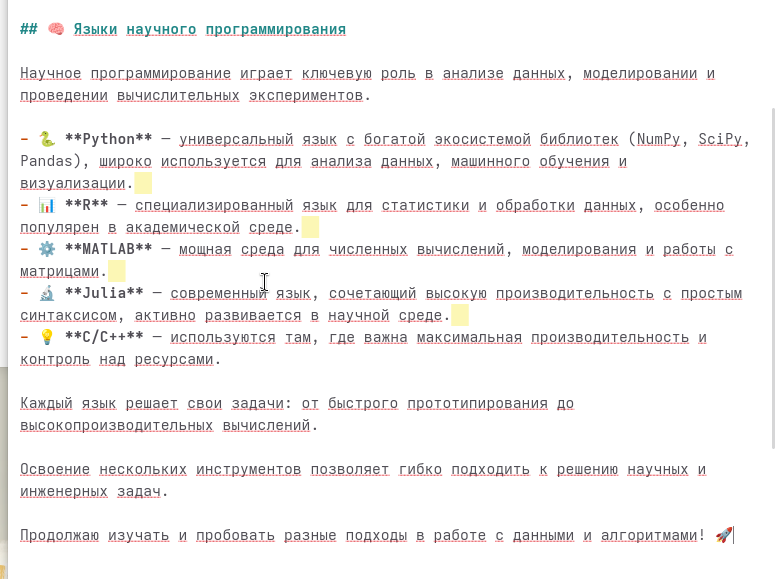 ## 🧠 Языки научного программирования
Научное программирование играет ключевую роль в анализе данных, моделировании и
проведении вычислительных экспериментов.
- 🐍 **Python** — универсальный язык с богатой экосистемой библиотек (NumPy, SciPy,
Pandas), широко используется для анализа данных, машинного обучения и
визуализации.
- 📊 **R** — специализированный язык для статистики и обработки данных, особенно
популярен в академической среде.
- ⚙️ **MATLAB** — мощная среда для численных вычислений, моделирования и работы с
матрицами.
- 🔬 **Julia** — современный язык, сочетающий высокую производительность с простым
синтаксисом, активно развивается в научной среде.
- 💡 **C/C++** — используются там, где важна максимальная производительность и
контроль над ресурсами.
Каждый язык решает свои задачи: от быстрого прототипирования до
высокопроизводительных вычислений.
Освоение нескольких инструментов позволяет гибко подходить к решению научных и
инженерных задач.
Продолжаю изучать и пробовать разные подходы в работе с данными и алгоритмами! 🚀